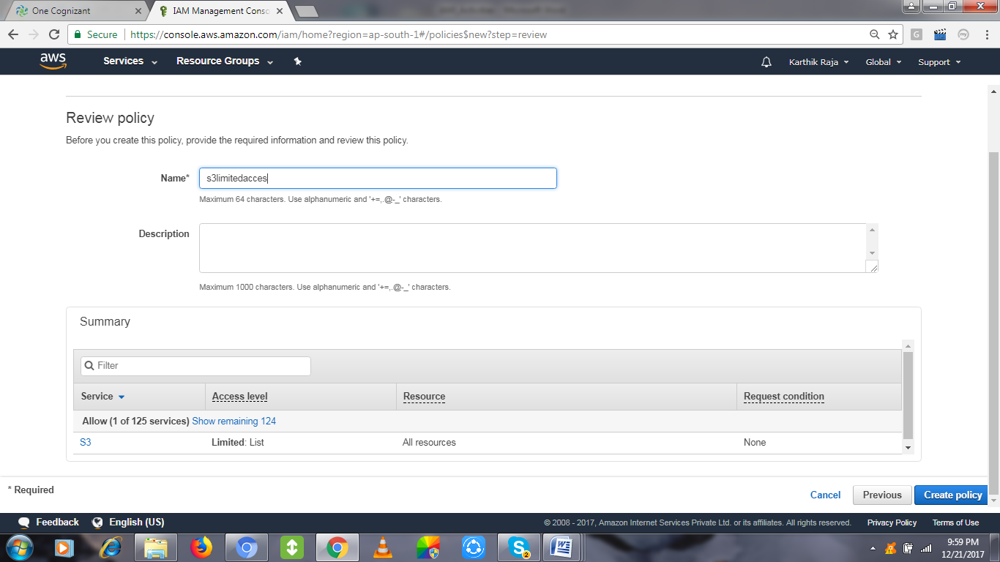 One Cognizant
IAM Management Conso
Secure
https://console.aws.amazon.com/iam/home?region=ap-south-1#/policies$new?step=review
aws
Services
Resource Groups
Karthik Raja
Global
Support
Review policy
Before you create this policy, provide the required information and review this policy.
Name*
s3limitedacces
Maximum 64 characters. Use alphanumeric and '+=,.@-_' characters.
Description
Maximum 1000 characters. Use alphanumeric and '+=,.@-_' characters.
Summary
Filter
Service Access level Resource Request condition
Allow (1 of 125 services) Show remaining 124
S3 Limited: List All resources None
* Required
Cancel Previous Create policy
Feedback English (US)
© 2008 - 2017, Amazon Internet Services Private Ltd. or its affiliates. All rights reserved. Privacy Policy Terms of Use
9:59 PM
12/21/2017